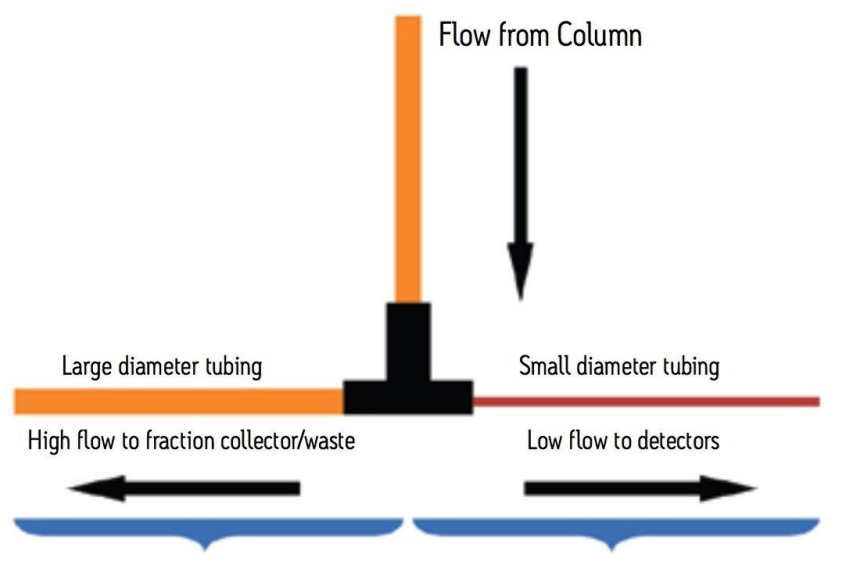 Flow from Column
Large diameter tubing
Small diameter tubing
High flow to fraction collector/waste
Low flow to detectors